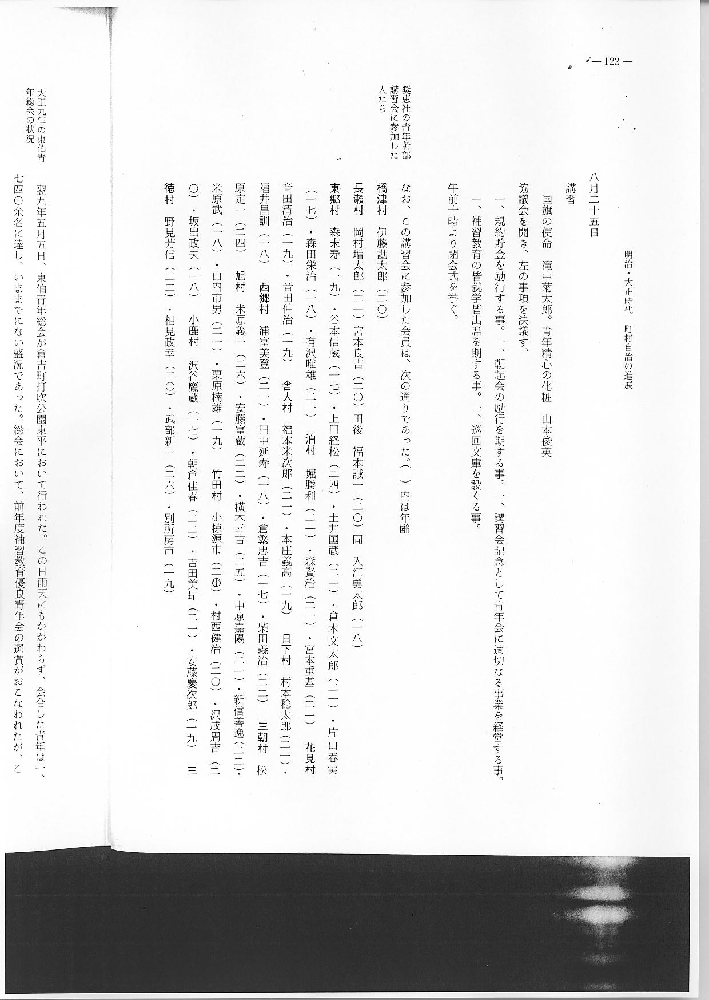 — 122 —
明治・大正時代　町村自治の進展
八月二十五日
講習
国旗の使命　滝中菊太郎。青年精心の化粧　山本俊英
協議会を開き、左の事項を決議す。
一、規約貯金を励行する事。一、朝起会の励行を期する事。一、講習会記念として青年会に適切なる事業を経営する事。
一、補習教育の皆就学皆出席を期する事。一、巡回文庫を設くる事。
午前十時より閉会式を挙ぐ。
奨恵社の青年幹部
講習会に参加した
人たち
なお、この講習会に参加した会員は、次の通りであった。（　）内は年齢
橋津村　伊藤勘太郎（二〇）
長瀬村　岡村増太郎（二一）宮本良吉（二〇）田後　福本誠一（二〇）同　入江勇太郎（一八）
東郷村　森末寿（一九）・谷本信蔵（一七）・上田経松（二四）・土井国蔵（二一）・倉本文太郎（二一）・片山春実
（一七）・森田栄治（一八）・有沢唯雄（二一）　泊村　堀勝利（二一）・森賢治（二一）・宮本重基（二一）　花見村
音田清治（一九）・音田仲治（一九）　舎人村　福本米次郎（二一）・本庄義高（一九）　日下村　村本稔太郎（二一）・
福井昌訓（一八）　西郷村　浦富美登（二一）・田中延寿（一八）・倉繁忠吉（一七）・柴田義治（二二）　三朝村　松
原定一（二四）　旭村　米原義一（二六）・安藤富蔵（二二）・横木幸吉（二五）・中原嘉陽（二一）・新信善逸（二二）・
米原武（一八）・山内市男（二一）・栗原楠雄（一九）　竹田村　小椋源市（二）・村西健治（二〇）・沢成周吉（二
〇）・坂出政夫（一八）　小鹿村　沢谷鷹蔵（一七）・朝倉佳春（二二）・吉田美昂（二一）・安藤慶次郎（一九）　三
徳村　野見芳信（二二）・相見政幸（二〇）・武部新一（二六）・別所房市（一九）
大正九年の東伯青
年総会の状況
翌九年五月五日、東伯青年総会が倉吉町打吹公園東平において行われた。この日雨天にもかかわらず、会合した青年は一、
七四〇余名に達し、いままでにない盛況であった。総会において、前年度補習教育優良青年会の選賞がおこなわれたが、こ